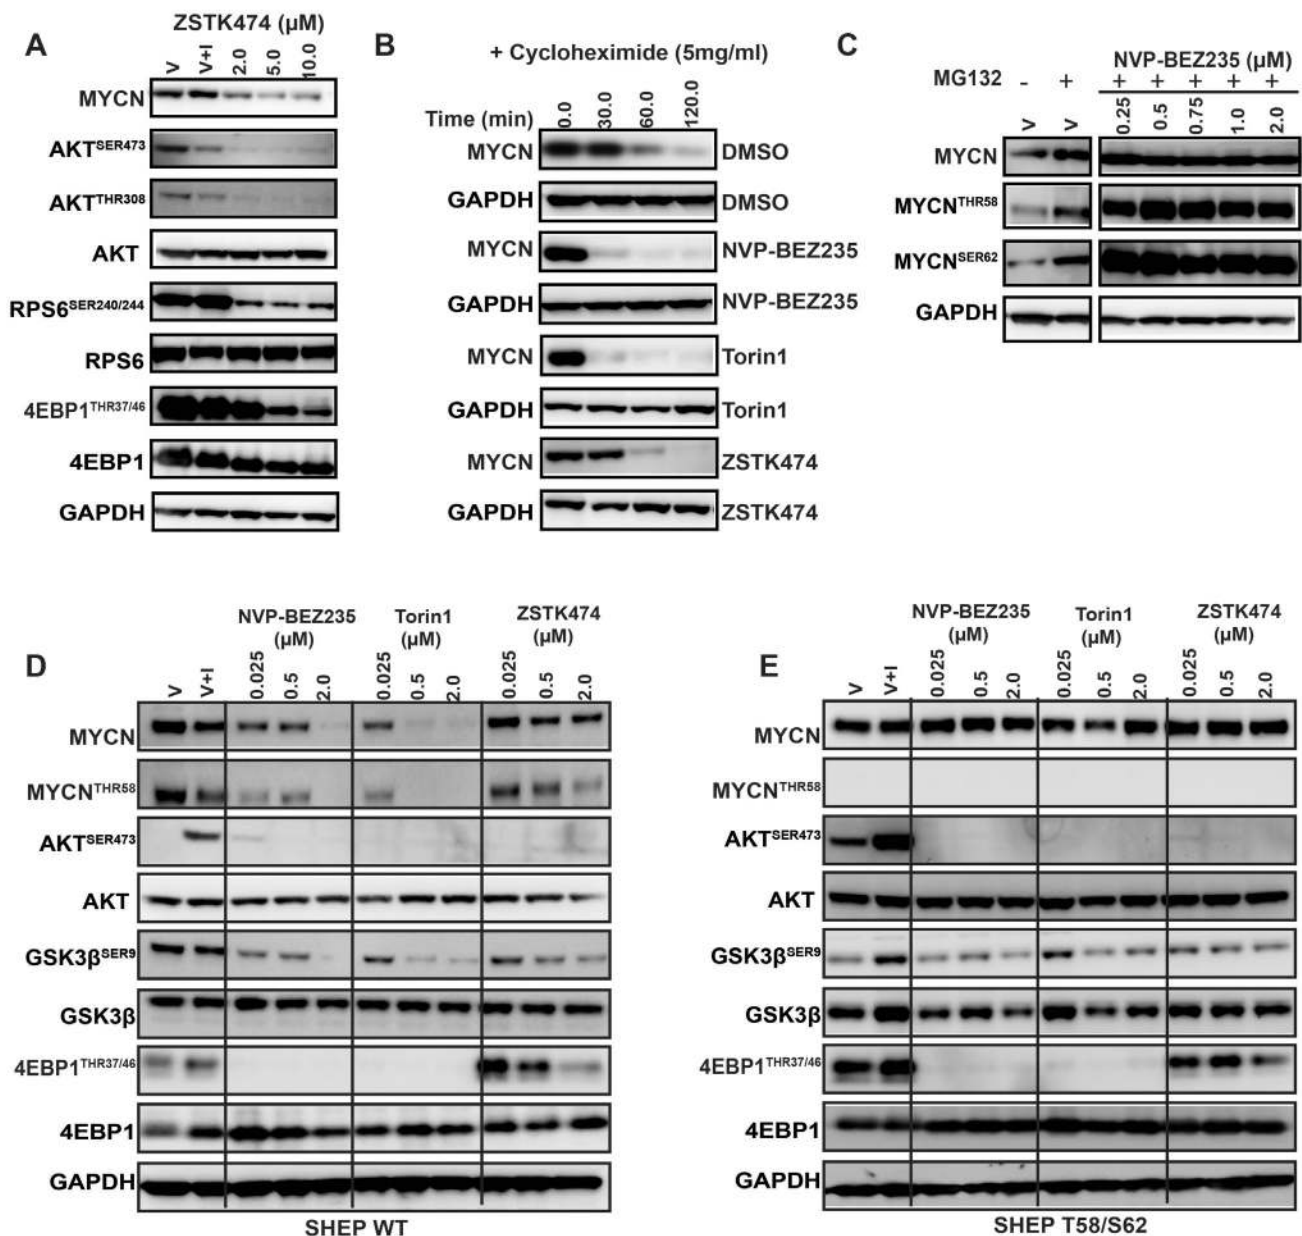 A
ZSTK474 (µM)
V V+I 2.0 5.0 10.0
MYCN
AKTSER473
AKTTHR308
AKT
RPS6SER240/244
RPS6
4EBP1THR37/46
4EBP1
GAPDH
B
+ Cycloheximide (5mg/ml)
Time (min) 0.0 30.0 60.0 120.0
MYCN DMSO
GAPDH DMSO
MYCN NVP-BEZ235
GAPDH NVP-BEZ235
MYCN Torin1
GAPDH Torin1
MYCN ZSTK474
GAPDH ZSTK474
C
NVP-BEZ235 (µM)
MG132 - + + + + + +
V V 0.25 0.5 0.75 1.0 2.0
MYCN
MYCNTHR58
MYCNSER62
GAPDH
D
NVP-BEZ235 (µM) Torin1 (µM) ZSTK474 (µM)
V V+I 0.025 0.5 2.0 0.025 0.5 2.0 0.025 0.5 2.0
MYCN
MYCNTHR58
AKTSER473
AKT
GSK3βSER9
GSK3β
4EBP1THR37/46
4EBP1
GAPDH
SHEP WT
E
NVP-BEZ235 (µM) Torin1 (µM) ZSTK474 (µM)
V V+I 0.025 0.5 2.0 0.025 0.5 2.0 0.025 0.5 2.0
MYCN
MYCNTHR58
AKTSER473
AKT
GSK3βSER9
GSK3β
4EBP1THR37/46
4EBP1
GAPDH
SHEP T58/S62